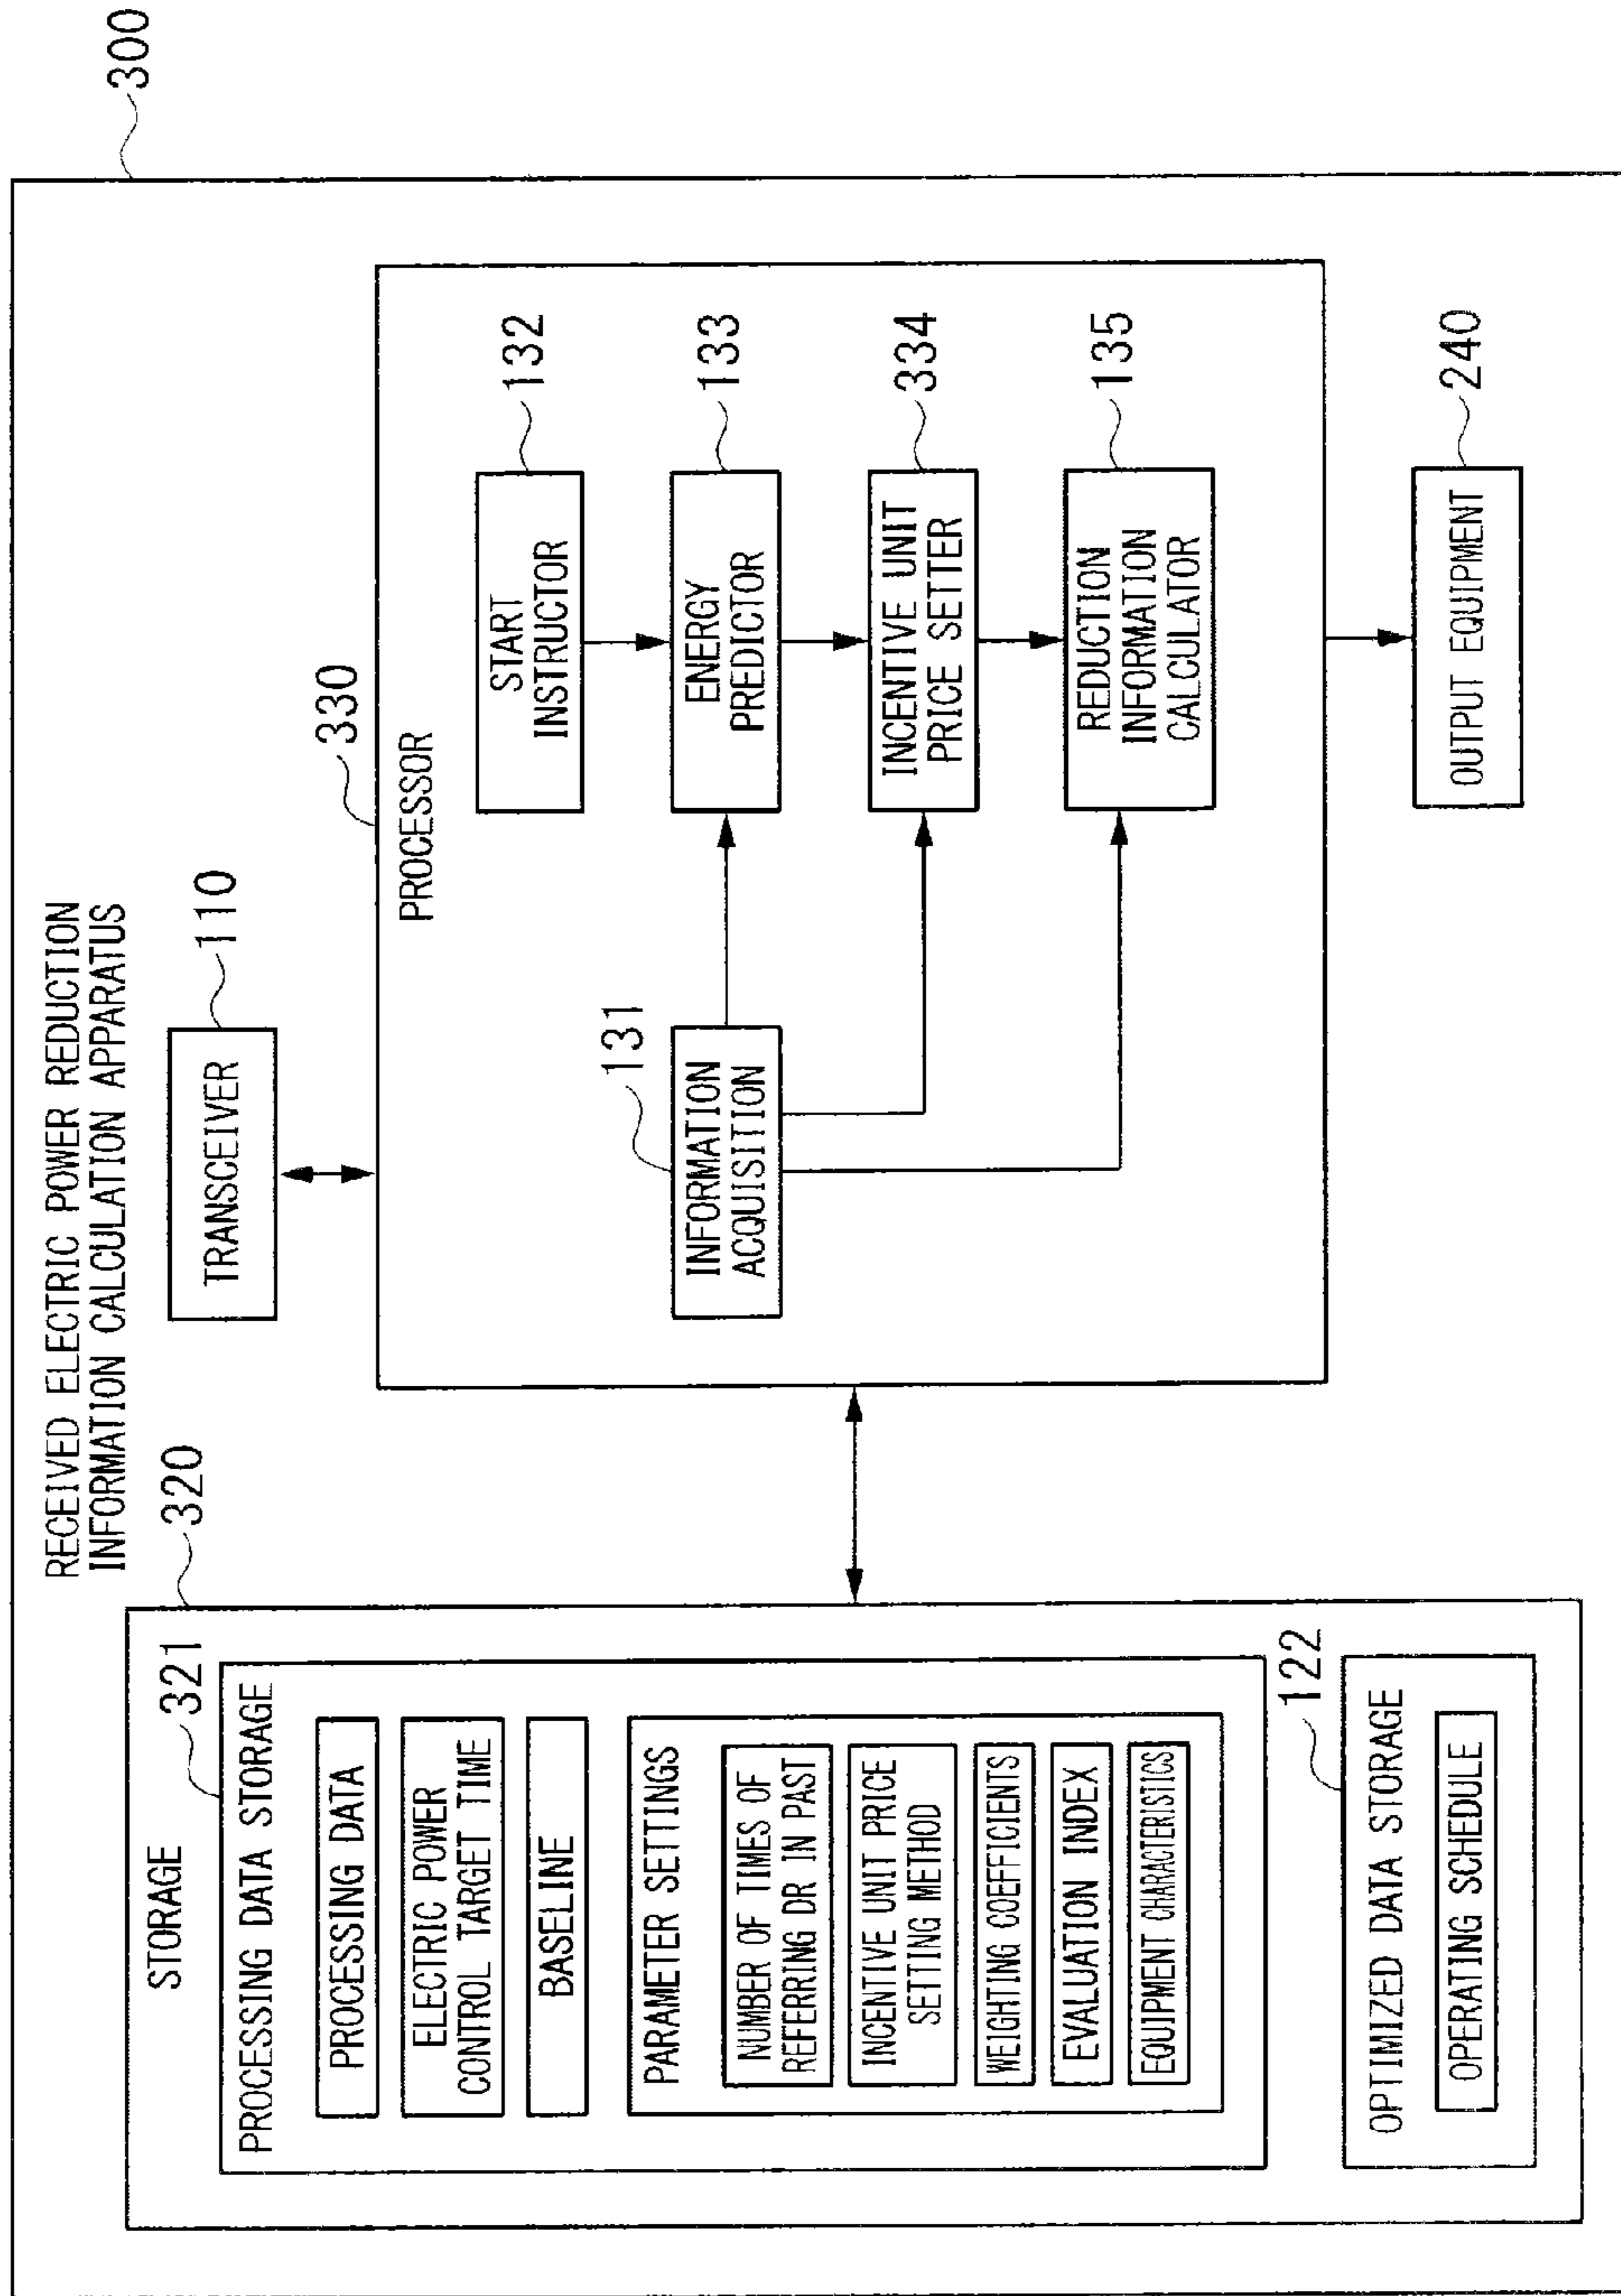 RECEIVED ELECTRIC POWER REDUCTION
INFORMATION CALCULATION APPARATUS
300
320
STORAGE
321
PROCESSING DATA STORAGE
PROCESSING DATA
ELECTRIC POWER
CONTROL TARGET TIME
BASELINE
PARAMETER SETTINGS
NUMBER OF TIMES OF
REFERRING DR IN PAST
INCENTIVE UNIT PRICE
SETTING METHOD
WEIGHTING COEFFICIENTS
EVALUATION INDEX
EQUIPMENT CHARACTERISTICS
122
OPTIMIZED DATA STORAGE
OPERATING SCHEDULE
TRANSCEIVER
110
330
PROCESSOR
131
INFORMATION
ACQUISITION
START
INSTRUCTOR
132
ENERGY
PREDICTOR
133
INCENTIVE UNIT
PRICE SETTER
334
REDUCTION
INFORMATION
CALCULATOR
135
OUTPUT EQUIPMENT
240